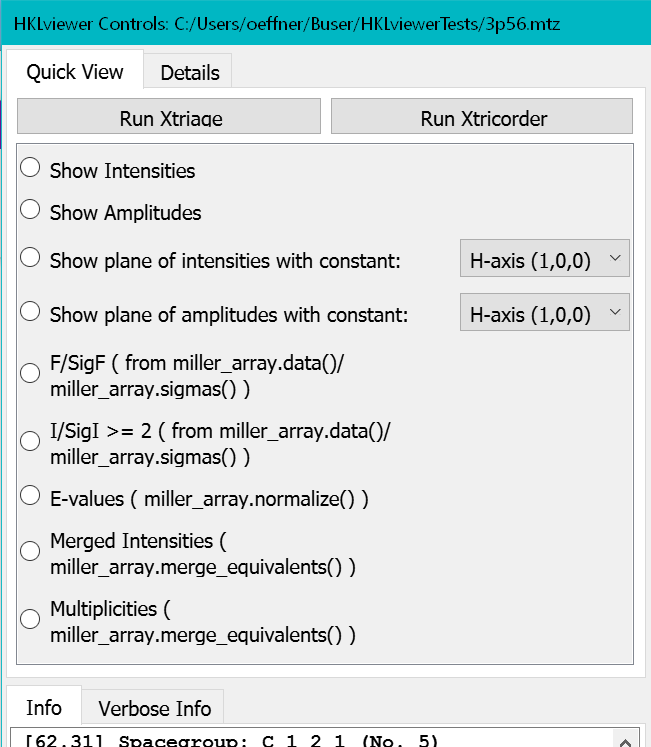 HKLviewer Controls: C:/Users/oeffner/Buser/HKLviewerTests/3p56.mtz
Quick View Details
Run Xtriage Run Xtricorder
Show Intensities
Show Amplitudes
Show plane of intensities with constant: H-axis (1,0,0)
Show plane of amplitudes with constant: H-axis (1,0,0)
F/SigF ( from miller_array.data()/
miller_array.sigmas() )
I/SigI >= 2 ( from miller_array.data()/
miller_array.sigmas() )
E-values ( miller_array.normalize() )
Merged Intensities (
miller_array.merge_equivalents() )
Multiplicities (
miller_array.merge_equivalents() )
Info Verbose Info
[62.31] Spacegroup: C 1 2 1 (No. 5)